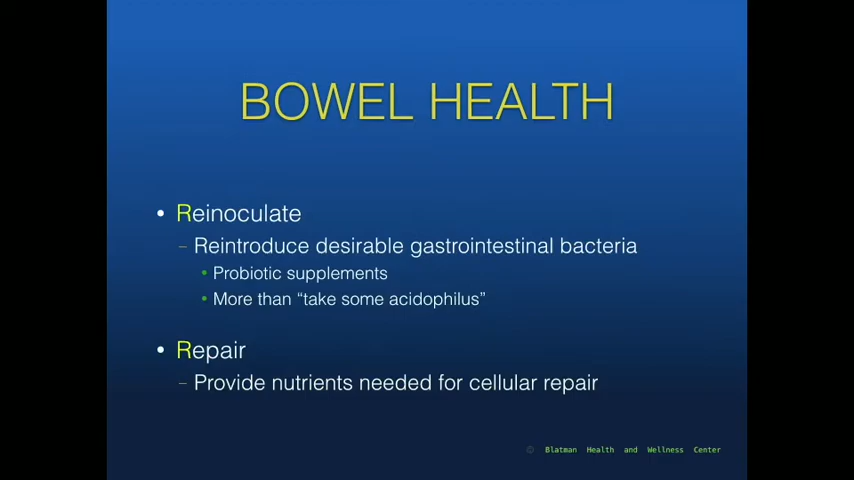 BOWEL HEALTH
• Reinoculate
– Reintroduce desirable gastrointestinal bacteria
• Probiotic supplements
• More than “take some acidophilus”
• Repair
– Provide nutrients needed for cellular repair
© Blatman Health and Wellness Center